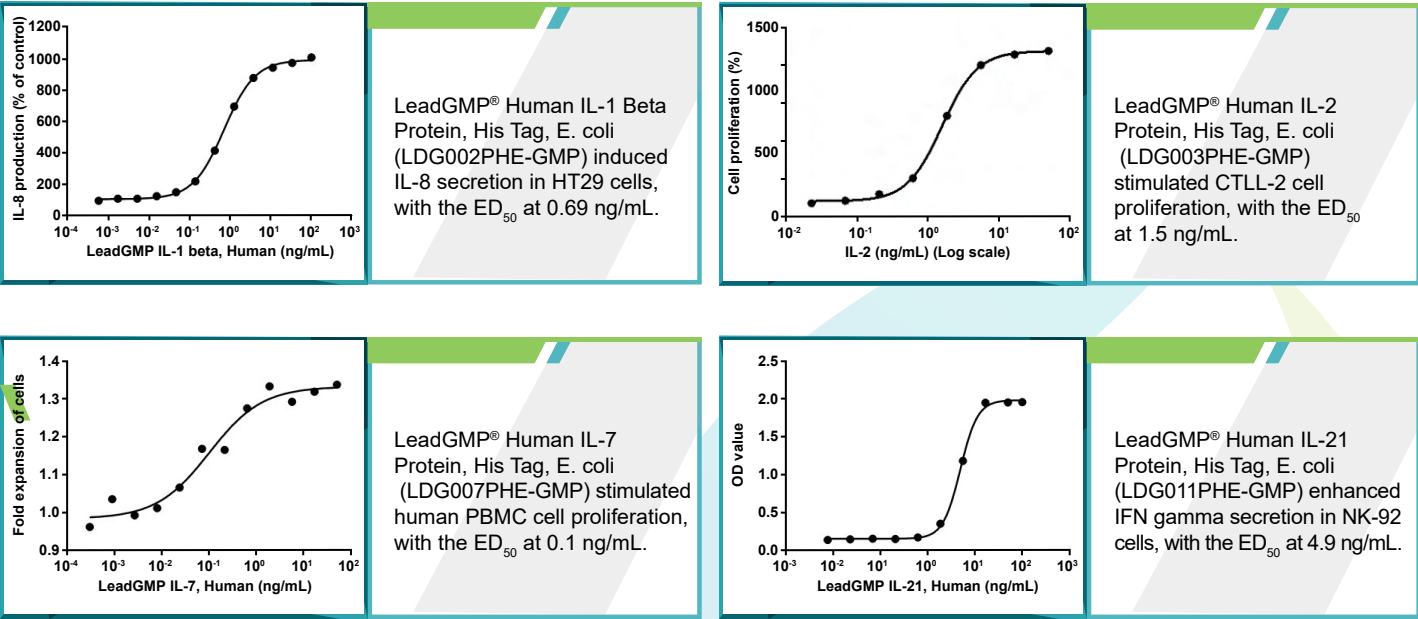 IL-8 production (% of control)
1200
1000
800
600
400
200
0
10⁻⁴ 10⁻³ 10⁻² 10⁻¹ 10⁰ 10¹ 10² 10³
LeadGMP IL-1 beta, Human (ng/mL)
LeadGMP® Human IL-1 Beta
Protein, His Tag, E. coli
(LDG002PHE-GMP) induced
IL-8 secretion in HT29 cells,
with the ED₅₀ at 0.69 ng/mL.
Cell proliferation (%)
1500
1000
500
0
10⁻² 10⁻¹ 10⁰ 10¹ 10²
IL-2 (ng/mL) (Log scale)
LeadGMP® Human IL-2
Protein, His Tag, E. coli
(LDG003PHE-GMP)
stimulated CTLL-2 cell
proliferation, with the ED₅₀
at 1.5 ng/mL.
Fold expansion of cells
1.4
1.3
1.2
1.1
1.0
0.9
10⁻⁴ 10⁻³ 10⁻² 10⁻¹ 10⁰ 10¹ 10²
LeadGMP IL-7, Human (ng/mL)
LeadGMP® Human IL-7
Protein, His Tag, E. coli
(LDG007PHE-GMP) stimulated
human PBMC cell proliferation,
with the ED₅₀ at 0.1 ng/mL.
OD value
2.5
2.0
1.5
1.0
0.5
0.0
10⁻³ 10⁻² 10⁻¹ 10⁰ 10¹ 10² 10³
LeadGMP IL-21, Human (ng/mL)
LeadGMP® Human IL-21
Protein, His Tag, E. coli
(LDG011PHE-GMP) enhanced
IFN gamma secretion in NK-92
cells, with the ED₅₀ at 4.9 ng/mL.